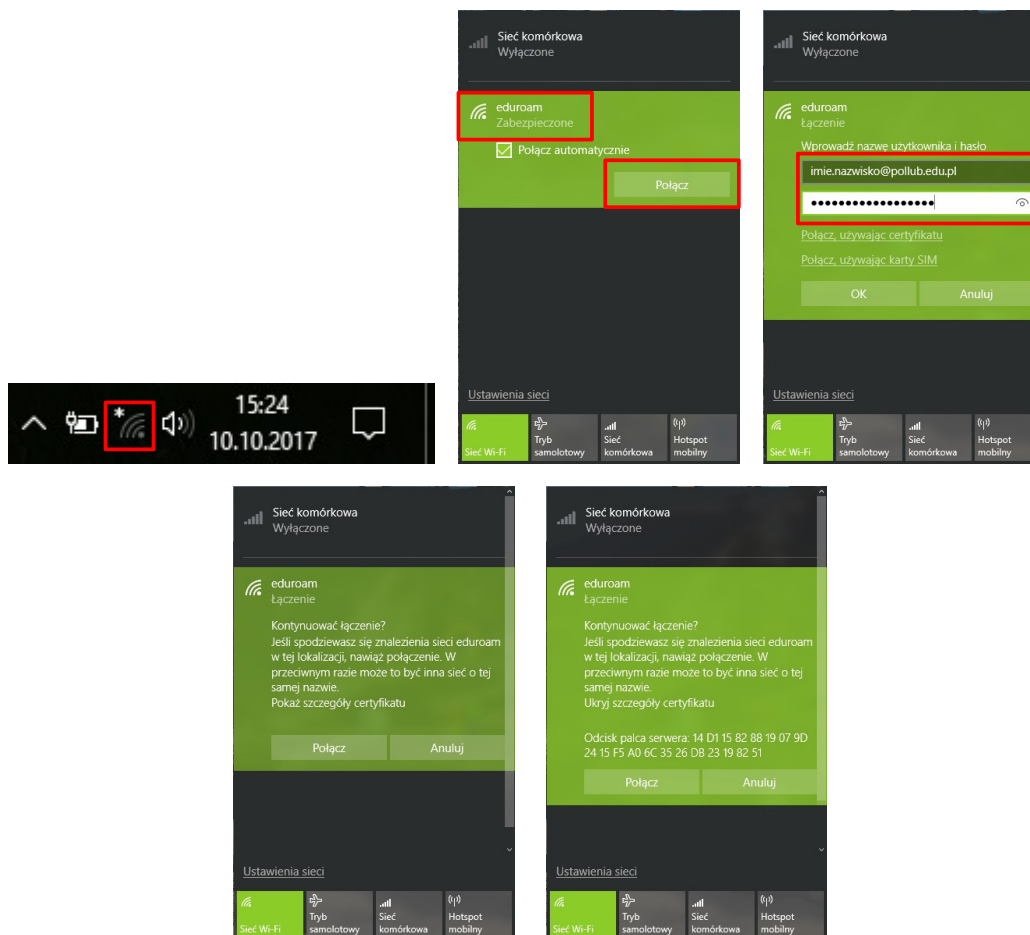 15:24
10.10.2017
Sieć komórkowa
Wyłączone
eduroam
Zabezpieczone
Połącz automatycznie
Połącz
Ustawienia sieci
Sieć Wi-Fi
Tryb
samolotowy
Sieć
komórkowa
Hotspot
mobilny
Sieć komórkowa
Wyłączone
eduroam
Łączenie
Wprowadź nazwę użytkownika i hasło
imie.nazwisko@pollub.edu.pl
Połącz, używając certyfikatu
Połącz, używając karty SIM
OK
Anuluj
Ustawienia sieci
Sieć Wi-Fi
Tryb
samolotowy
Sieć
komórkowa
Hotspot
mobilny
Sieć komórkowa
Wyłączone
eduroam
Łączenie
Kontynuować łączenie?
Jeśli spodziewasz się znalezienia sieci eduroam
w tej lokalizacji, nawiąż połączenie. W
przeciwnym razie może to być inna sieć o tej
samej nazwie.
Pokaż szczegóły certyfikatu
Połącz
Anuluj
Ustawienia sieci
Sieć Wi-Fi
Tryb
samolotowy
Sieć
komórkowa
Hotspot
mobilny
Sieć komórkowa
Wyłączone
eduroam
Łączenie
Kontynuować łączenie?
Jeśli spodziewasz się znalezienia sieci eduroam
w tej lokalizacji, nawiąż połączenie. W
przeciwnym razie może to być inna sieć o tej
samej nazwie.
Ukryj szczegóły certyfikatu
Odcisk palca serwera: 14 D1 15 82 88 19 07 9D
24 15 F5 A0 6C 35 26 DB 23 19 82 51
Połącz
Anuluj
Ustawienia sieci
Sieć Wi-Fi
Tryb
samolotowy
Sieć
komórkowa
Hotspot
mobilny